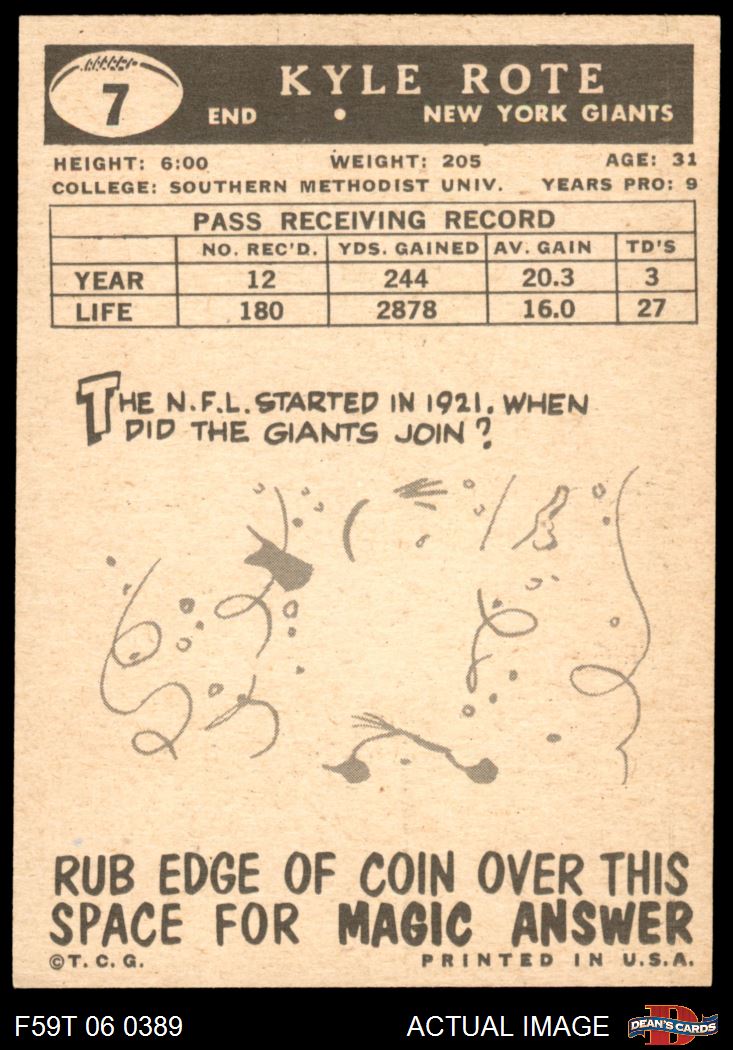 7
KYLE ROTE
END • NEW YORK GIANTS
HEIGHT: 6:00 WEIGHT: 205 AGE: 31
COLLEGE: SOUTHERN METHODIST UNIV. YEARS PRO: 9
PASS RECEIVING RECORD
NO. REC'D. YDS. GAINED AV. GAIN TD'S
YEAR 12 244 20.3 3
LIFE 180 2878 16.0 27
THE N.F.L. STARTED IN 1921. WHEN
DID THE GIANTS JOIN?
RUB EDGE OF COIN OVER THIS
SPACE FOR MAGIC ANSWER
©T.C.G. PRINTED IN U.S.A.
F59T 06 0389 ACTUAL IMAGE D DEAN'S CARDS